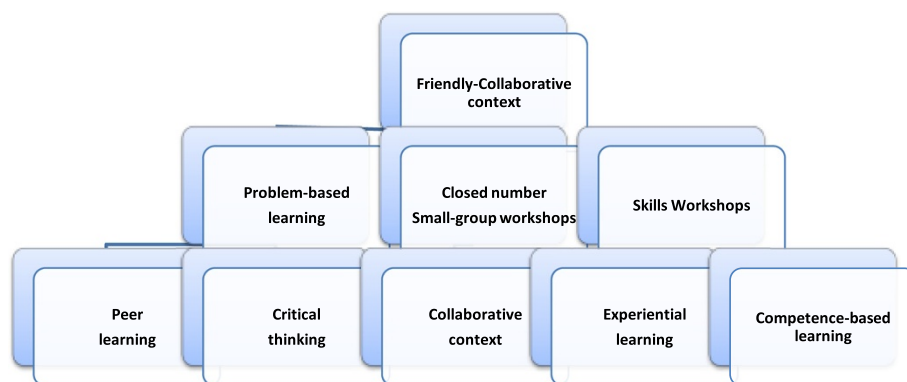 Friendly-Collaborative
context
Problem-based
learning
Closed number
Small-group workshops
Skills Workshops
Peer
learning
Critical
thinking
Collaborative
context
Experiential
learning
Competence-based
learning